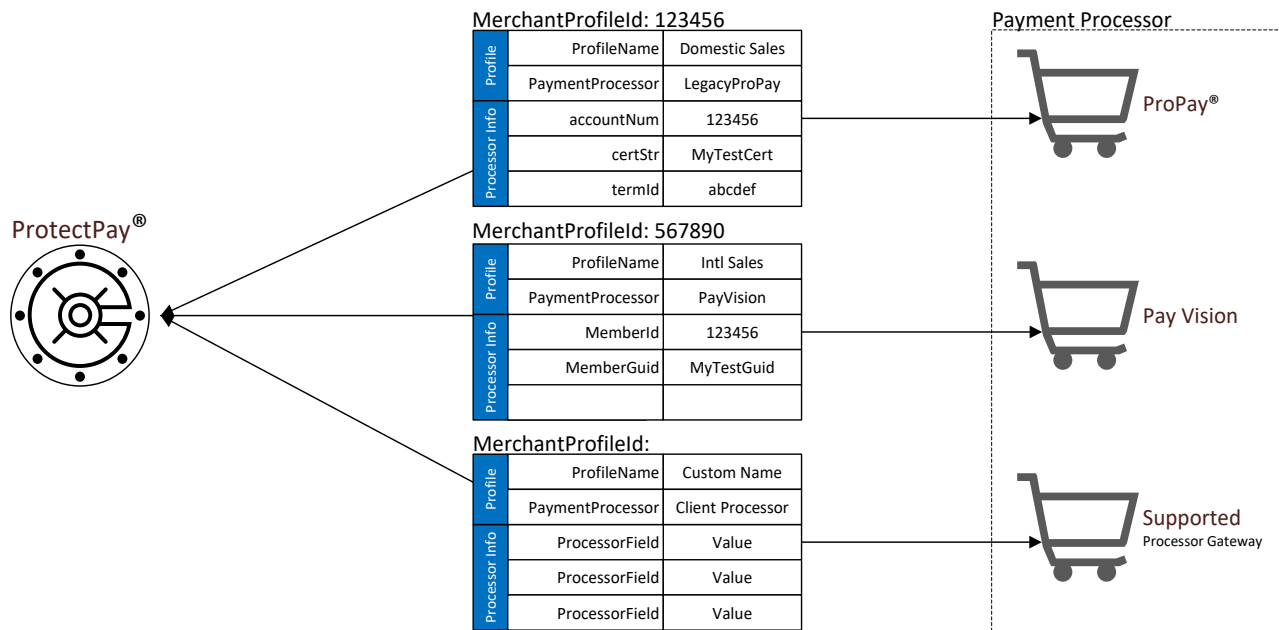 MerchantProfileId: 123456
Payment Processor
Profile
ProfileName Domestic Sales
PaymentProcessor LegacyProPay
Processor Info
accountNum 123456
certStr MyTestCert
termId abcdef
ProPay®
ProtectPay®
MerchantProfileId: 567890
Profile
ProfileName Intl Sales
PaymentProcessor PayVision
Processor Info
MemberId 123456
MemberGuid MyTestGuid
Pay Vision
MerchantProfileId:
Profile
ProfileName Custom Name
PaymentProcessor Client Processor
Processor Info
ProcessorField Value
ProcessorField Value
ProcessorField Value
Supported
Processor Gateway